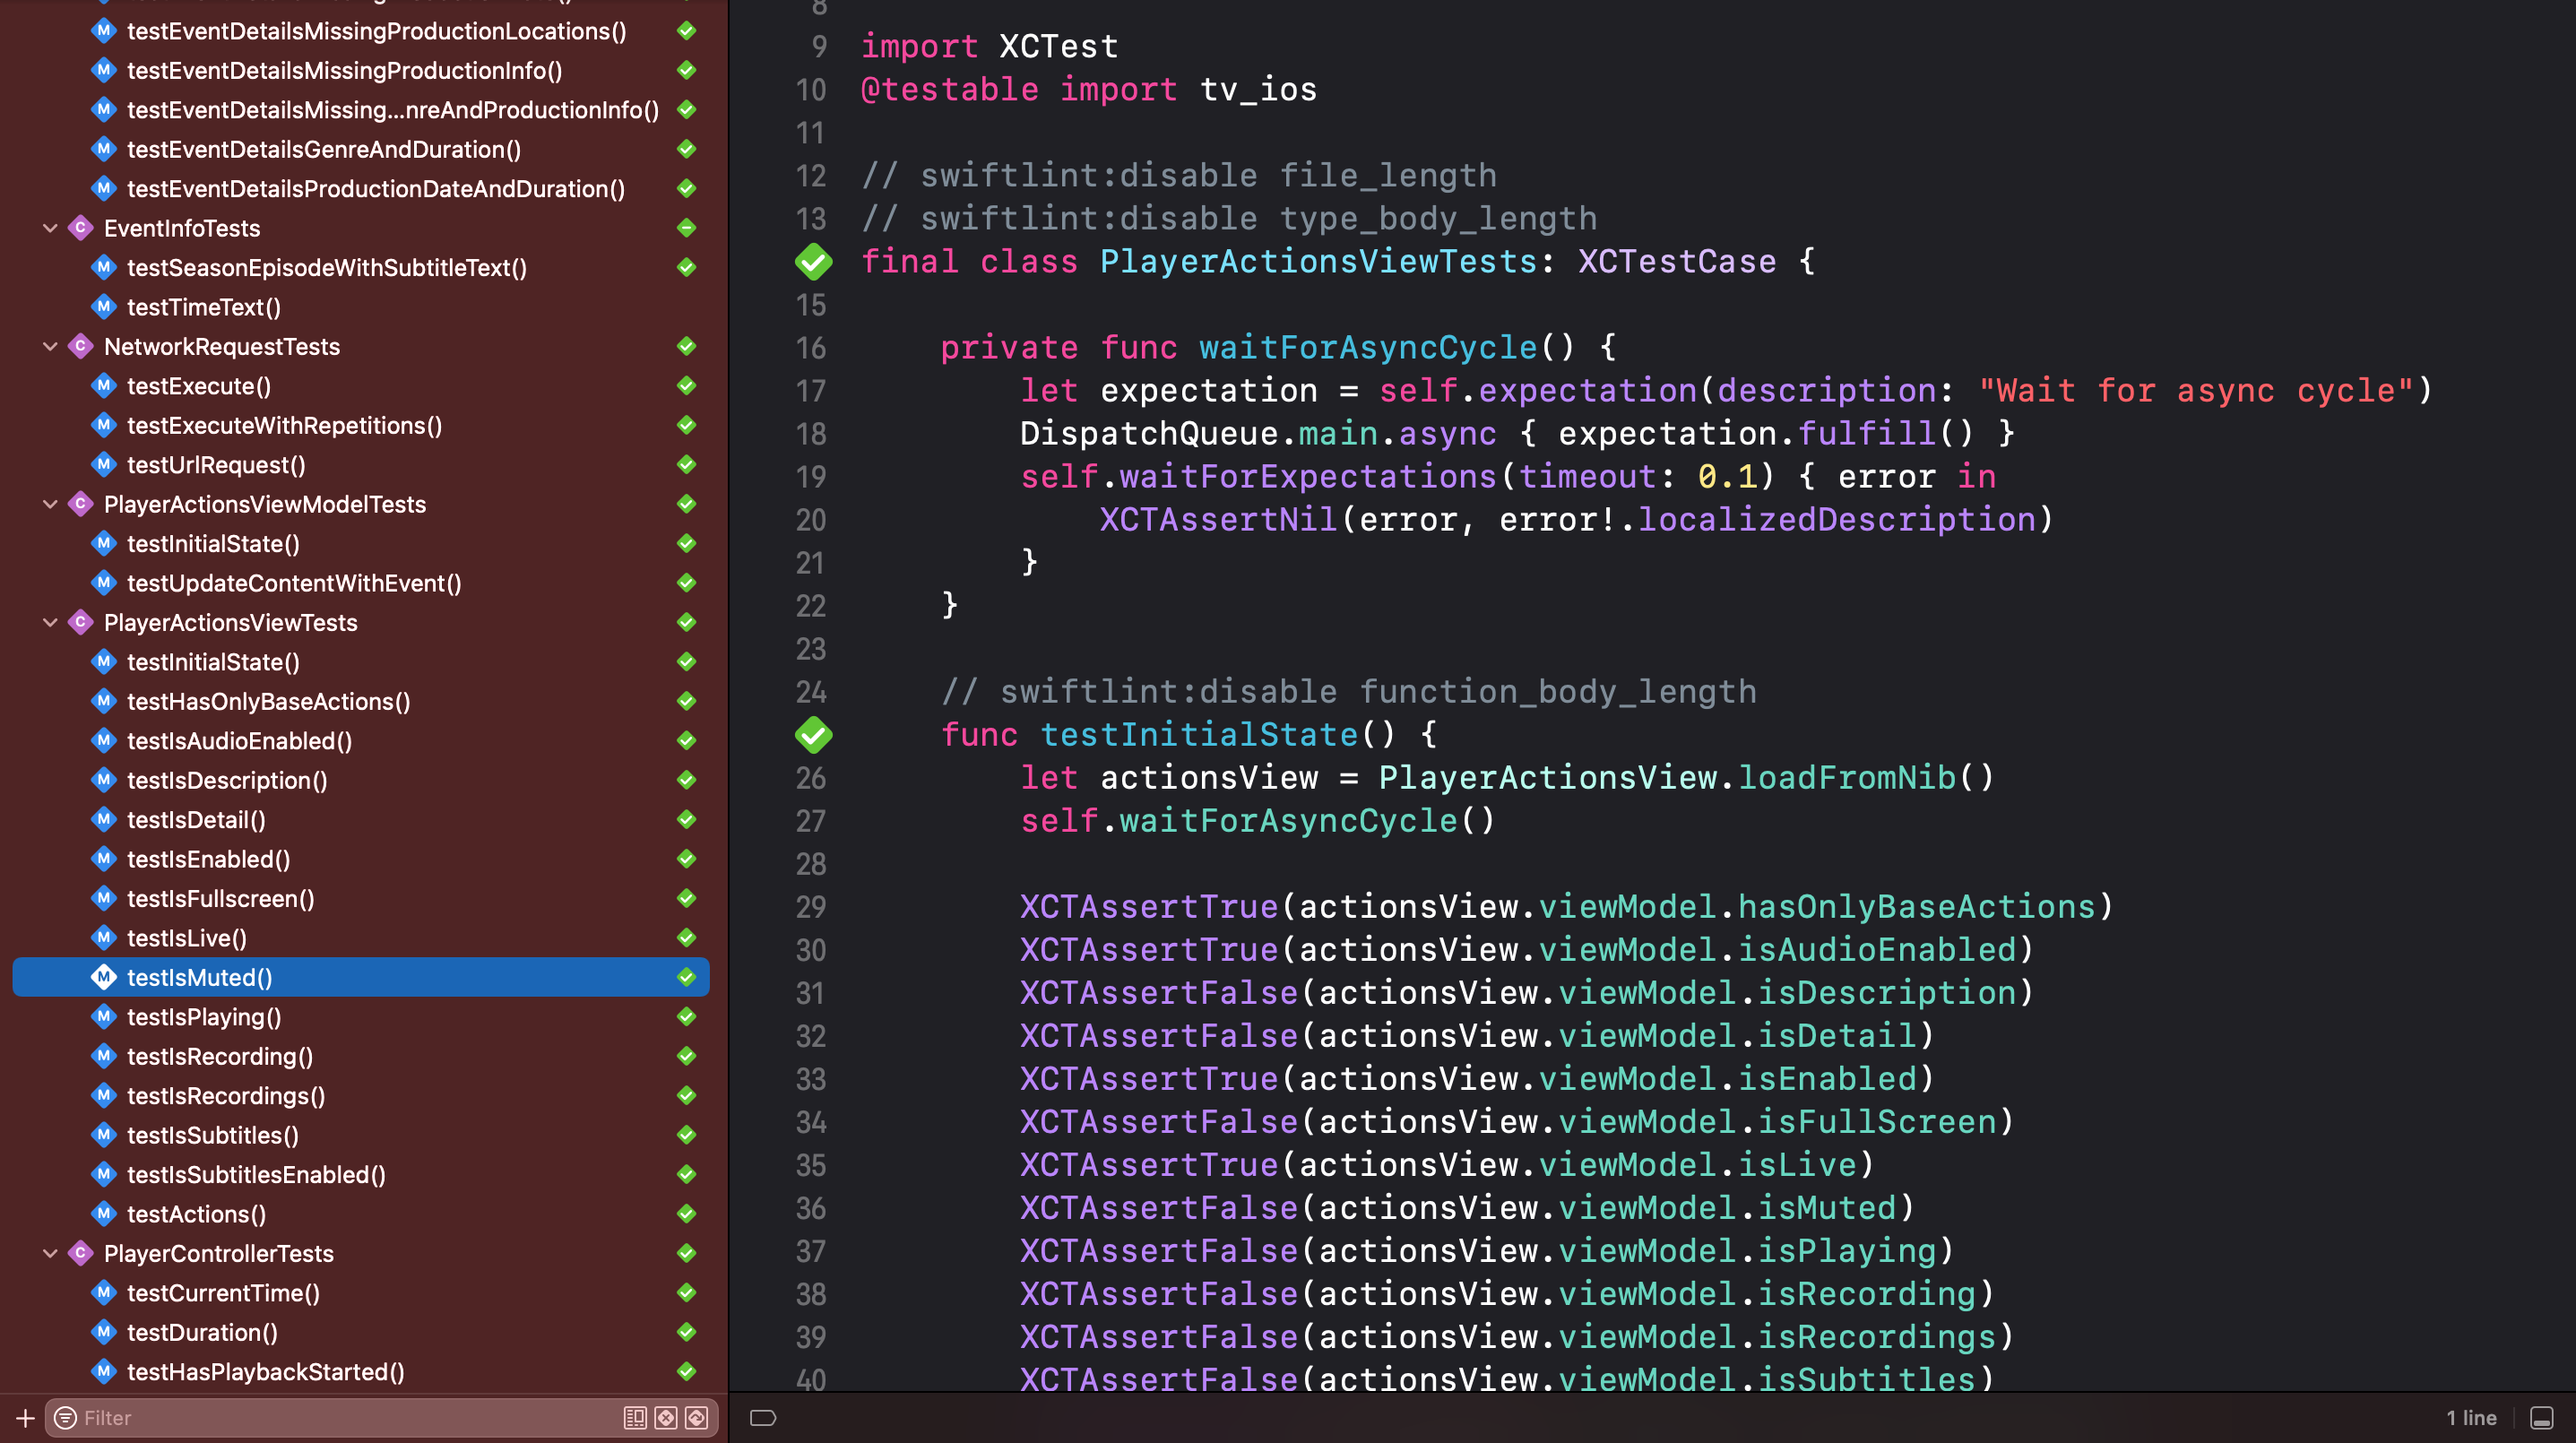 testEventDetailsMissingProductionLocations()
testEventDetailsMissingProductionInfo()
testEventDetailsMissing...nreAndProductionInfo()
testEventDetailsGenreAndDuration()
testEventDetailsProductionDateAndDuration()
C EventInfoTests
M testSeasonEpisodeWithSubtitleText()
M testTimeText()
C NetworkRequestTests
M testExecute()
M testExecuteWithRepetitions()
M testUrlRequest()
C PlayerActionsViewModelTests
M testInitialState()
M testUpdateContentWithEvent()
C PlayerActionsViewTests
M testInitialState()
M testHasOnlyBaseActions()
M testIsAudioEnabled()
M testIsDescription()
M testIsDetail()
M testIsEnabled()
M testIsFullscreen()
M testIsLive()
M testIsMuted()
M testIsPlaying()
M testIsRecording()
M testIsRecordings()
M testIsSubtitles()
M testIsSubtitlesEnabled()
M testActions()
C PlayerControllerTests
M testCurrentTime()
M testDuration()
M testHasPlaybackStarted()
Filter
8
9 import XCTest
10 @testable import tv_ios
11
12 // swiftlint:disable file_length
13 // swiftlint:disable type_body_length
final class PlayerActionsViewTests: XCTestCase {
15
16 private func waitForAsyncCycle() {
17 let expectation = self.expectation(description: "Wait for async cycle")
18 DispatchQueue.main.async { expectation.fulfill() }
19 self.waitForExpectations(timeout: 0.1) { error in
20 XCTAssertNil(error, error!.localizedDescription)
21 }
22 }
23
24 // swiftlint:disable function_body_length
func testInitialState() {
26 let actionsView = PlayerActionsView.loadFromNib()
27 self.waitForAsyncCycle()
28
29 XCTAssertTrue(actionsView.viewModel.hasOnlyBaseActions)
30 XCTAssertTrue(actionsView.viewModel.isAudioEnabled)
31 XCTAssertFalse(actionsView.viewModel.isDescription)
32 XCTAssertFalse(actionsView.viewModel.isDetail)
33 XCTAssertTrue(actionsView.viewModel.isEnabled)
34 XCTAssertFalse(actionsView.viewModel.isFullScreen)
35 XCTAssertTrue(actionsView.viewModel.isLive)
36 XCTAssertFalse(actionsView.viewModel.isMuted)
37 XCTAssertFalse(actionsView.viewModel.isPlaying)
38 XCTAssertFalse(actionsView.viewModel.isRecording)
39 XCTAssertFalse(actionsView.viewModel.isRecordings)
40 XCTAssertFalse(actionsView.viewModel.isSubtitles)
1 line